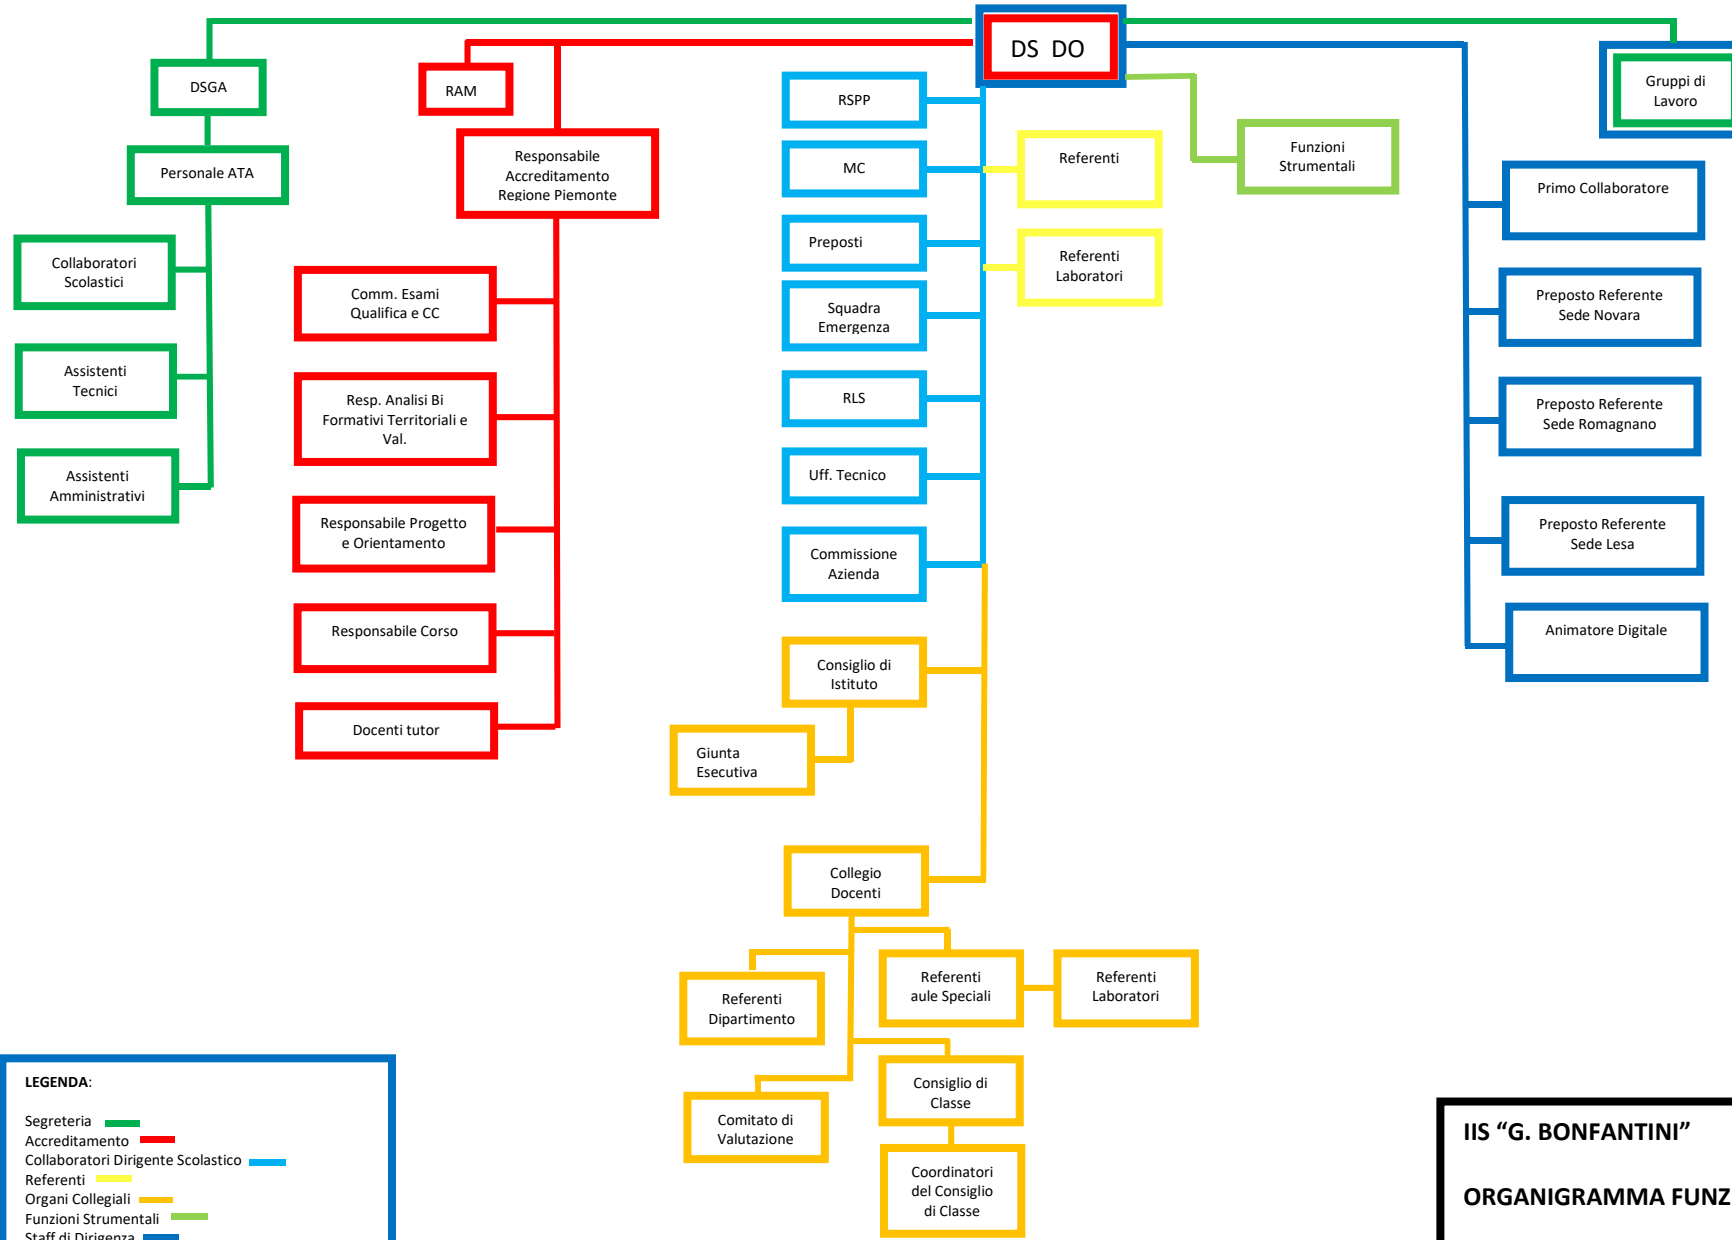 DS DO
DSGA
RAM
RSPP
Gruppi di
Lavoro
Personale ATA
Responsabile
Accreditamento
Regione Piemonte
MC
Referenti
Funzioni
Strumentali
Primo Collaboratore
Collaboratori
Scolastici
Preposti
Referenti
Laboratori
Comm. Esami
Qualifica e CC
Squadra
Emergenza
Preposto Referente
Sede Novara
Assistenti
Tecnici
Resp. Analisi Bi
Formativi Territoriali e
Val.
RLS
Preposto Referente
Sede Romagnano
Assistenti
Amministrativi
Uff. Tecnico
Responsabile Progetto
e Orientamento
Commissione
Azienda
Preposto Referente
Sede Lesa
Responsabile Corso
Animatore Digitale
Consiglio di
Istituto
Docenti tutor
Giunta
Esecutiva
Collegio
Docenti
Referenti
Dipartimento
Referenti
aule Speciali
Referenti
Laboratori
Comitato di
Valutazione
Consiglio di
Classe
Coordinatori
del Consiglio
di Classe
LEGENDA:
Segreteria
Accreditamento
Collaboratori Dirigente Scolastico
Referenti
Organi Collegiali
Funzioni Strumentali
Staff di Dirigenza
IIS “G. BONFANTINI”
ORGANIGRAMMA FUNZ